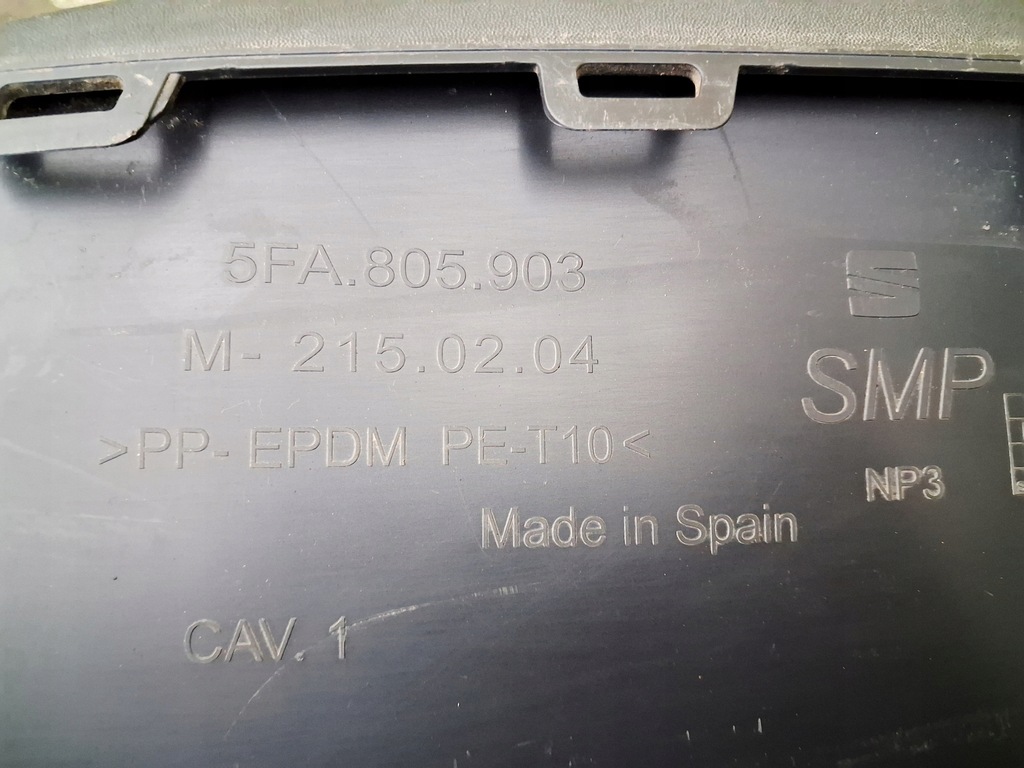 5FA.805.903
M- 215.02.04
>PP- EPDM PE-T10<
SMP
NP3
Made in Spain
CAV. 1